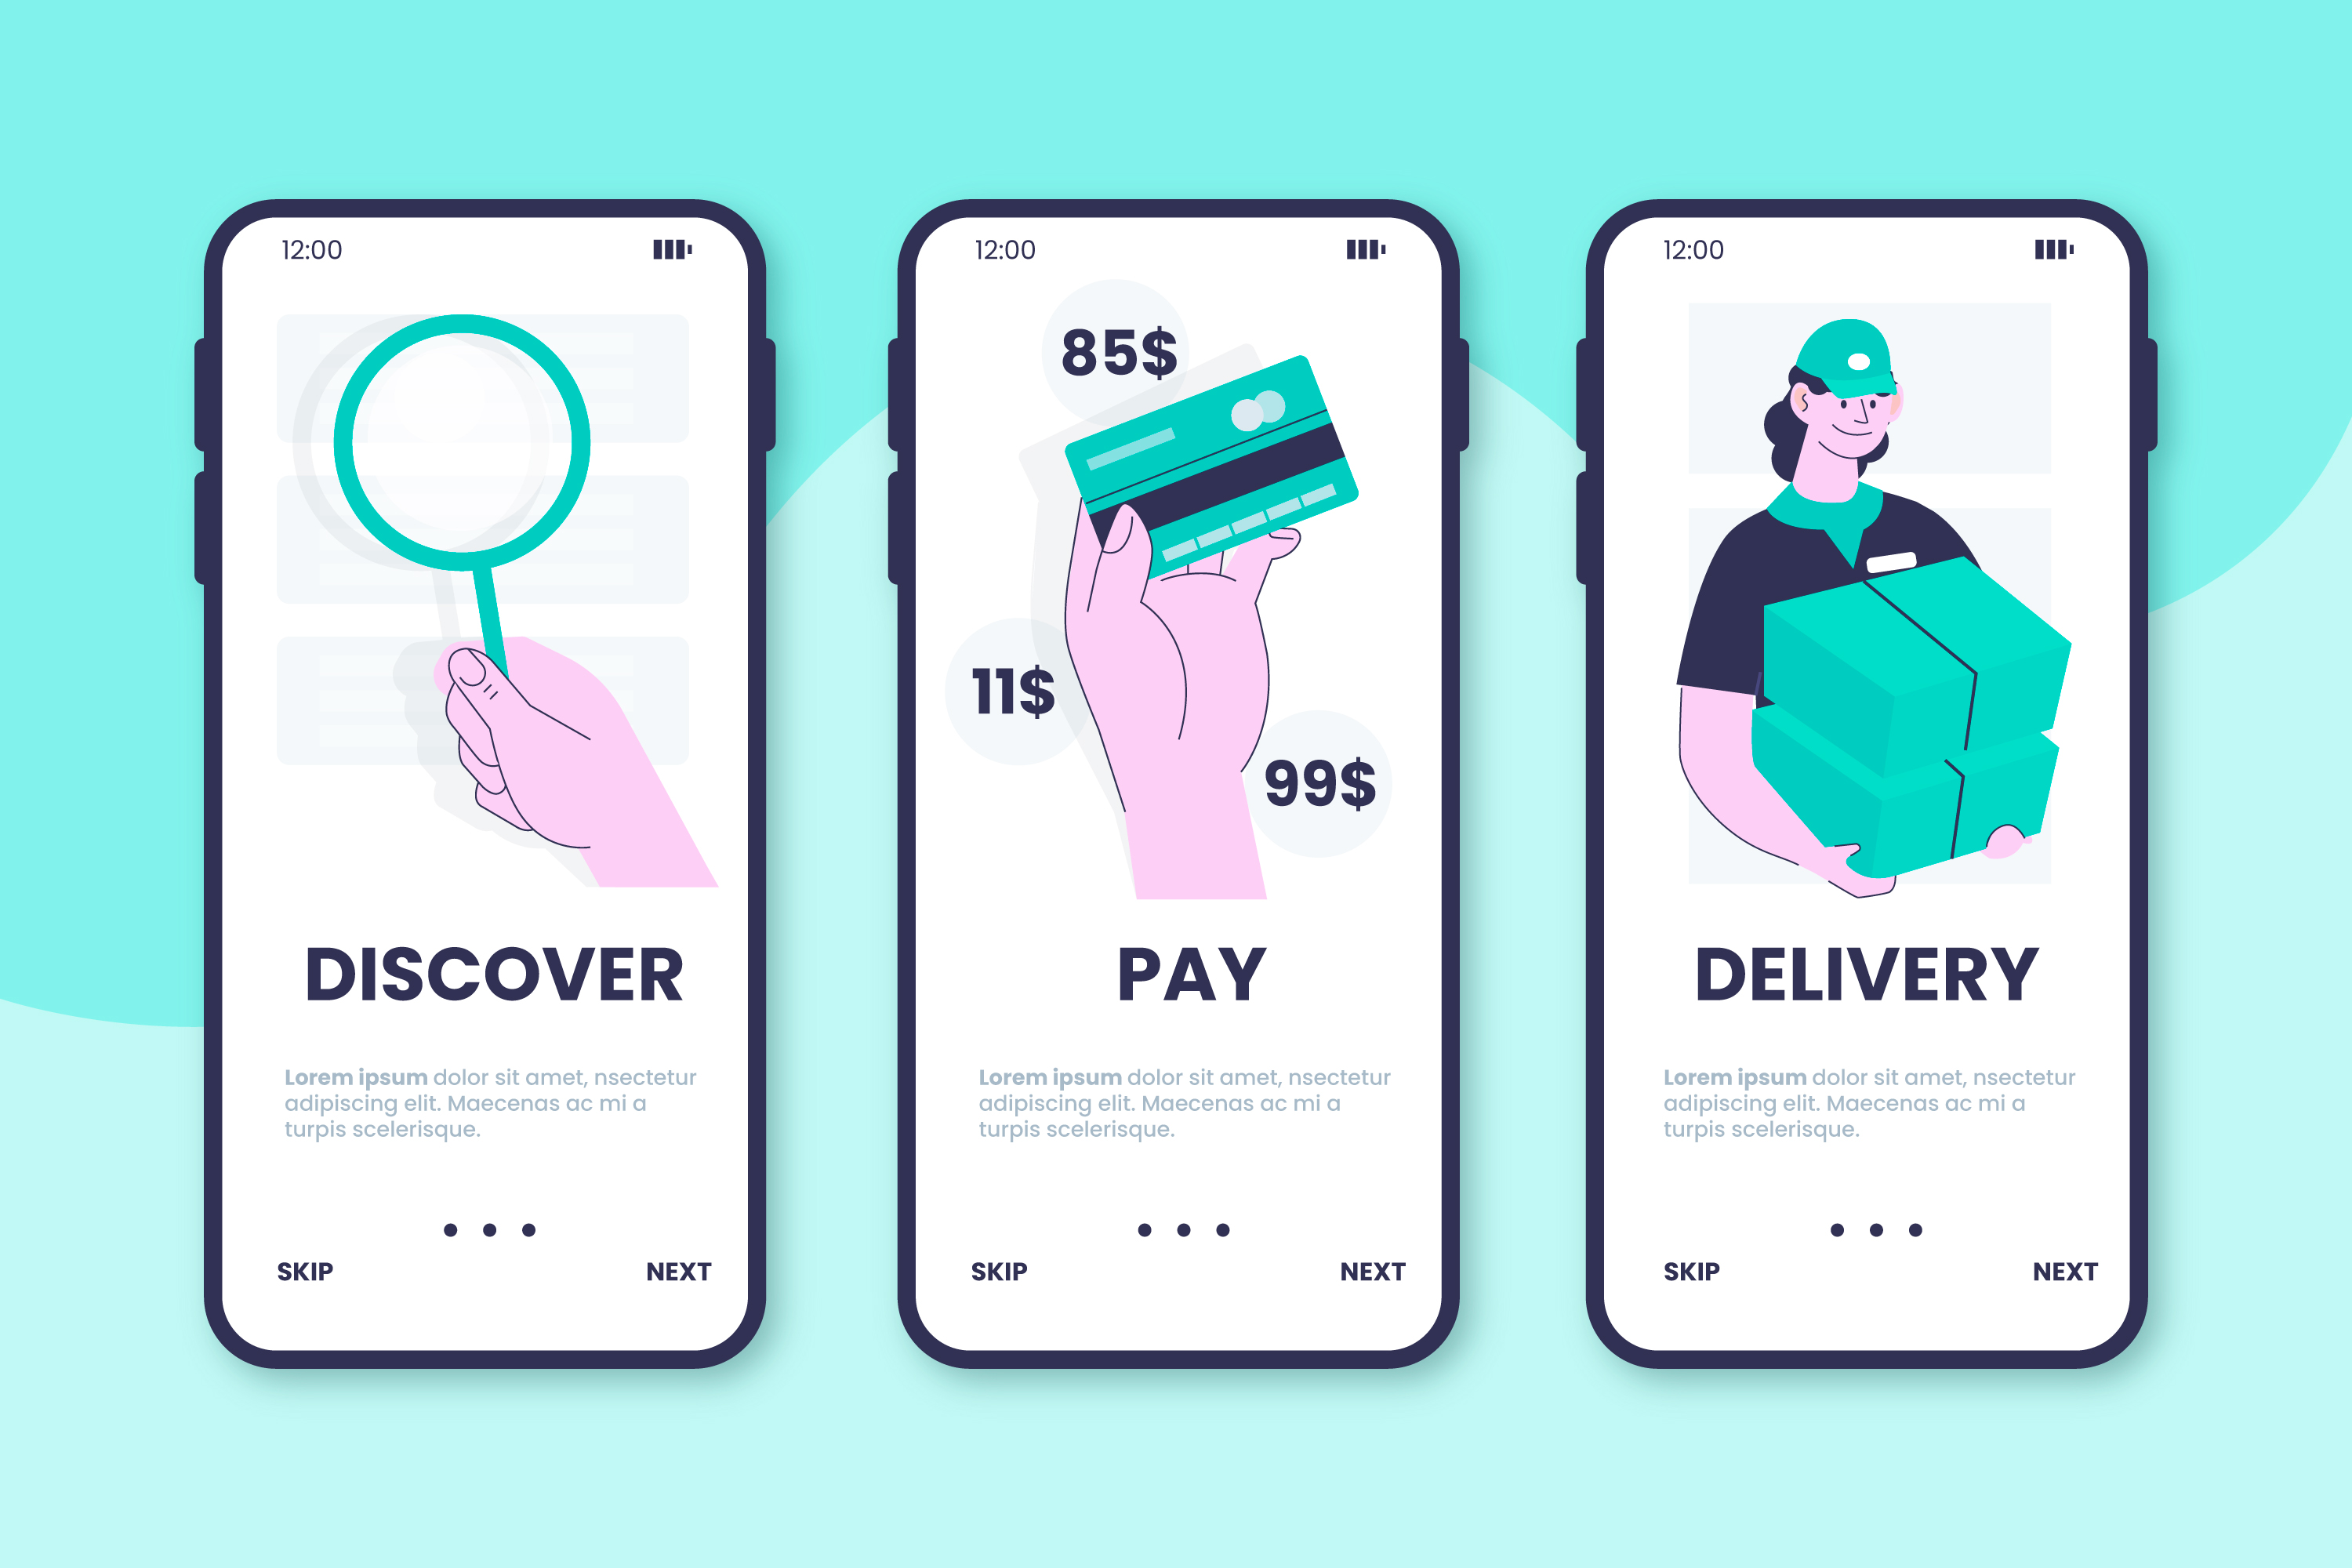 12:00
85$
11$
99$
DISCOVER
Lorem ipsum dolor sit amet, nsectetur
adipiscing elit. Maecenas ac mi a
turpis scelerisque.
SKIP
NEXT
12:00
PAY
Lorem ipsum dolor sit amet, nsectetur
adipiscing elit. Maecenas ac mi a
turpis scelerisque.
SKIP
NEXT
12:00
DELIVERY
Lorem ipsum dolor sit amet, nsectetur
adipiscing elit. Maecenas ac mi a
turpis scelerisque.
SKIP
NEXT